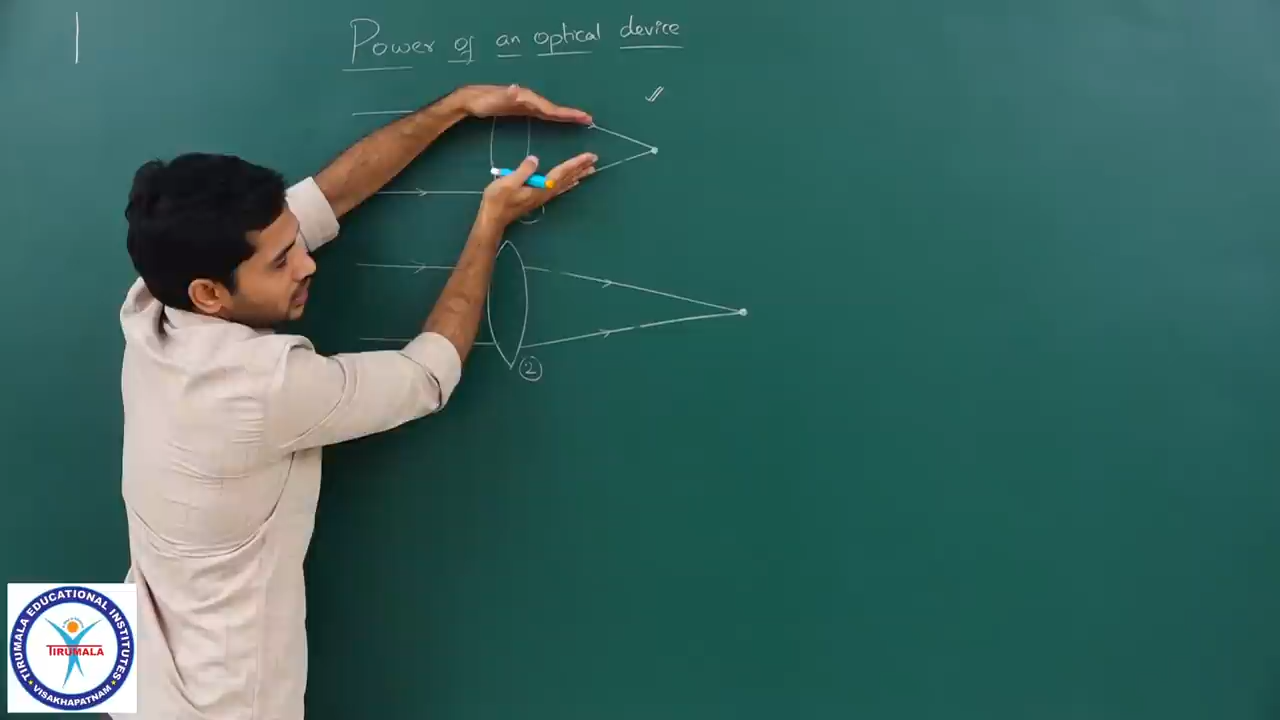 Power of an optical device
2
TIRUMALA EDUCATIONAL INSTITUTES
TIRUMALA
VISAKHAPATNAM